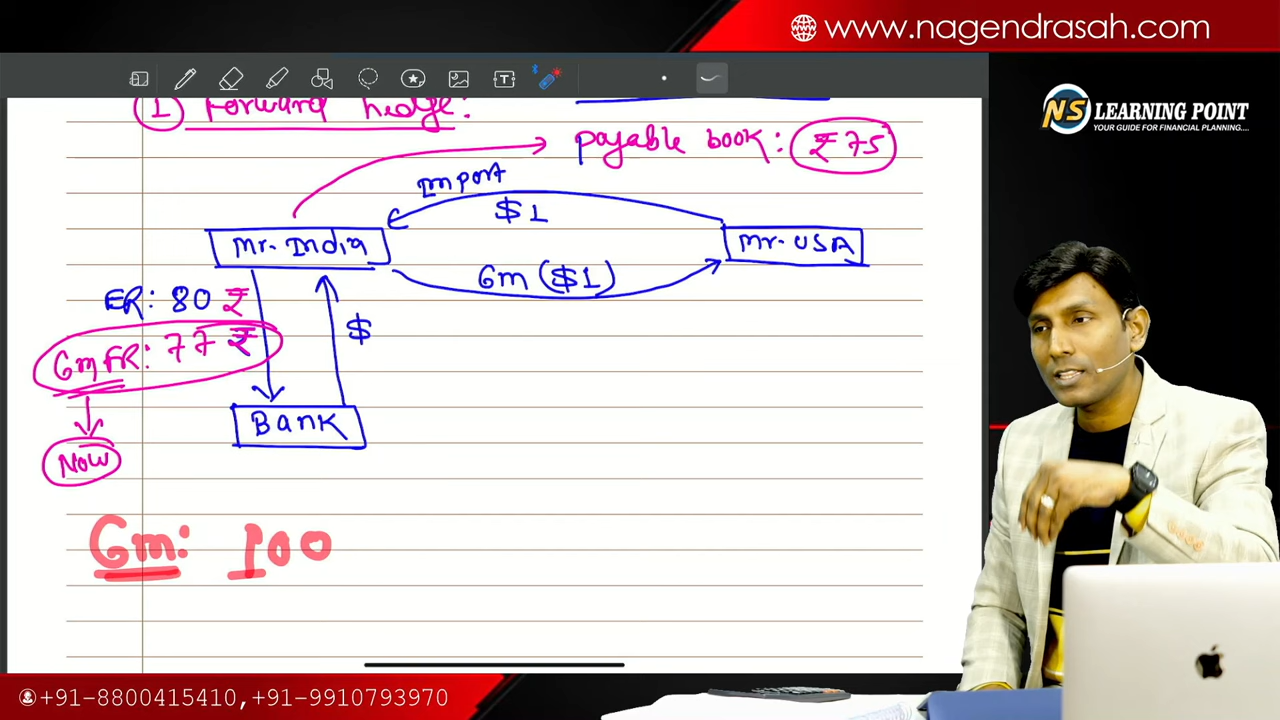 www.nagendrasah.com
NS LEARNING POINT
YOUR GUIDE FOR FINANCIAL PLANNING....
① Forward hedge:
payable book: ₹75
Import
$1
Mr. India
Mr. USA
6m ($1)
ER: 80 ₹
$
6m FR: 77 ₹
Bank
Now
6m: 100
+91-8800415410,+91-9910793970